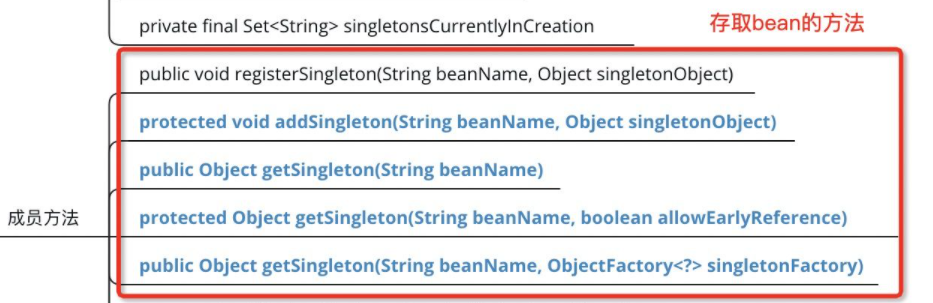 private final Set<String> singletonsCurrentlyInCreation
存取bean的方法
public void registerSingleton(String beanName, Object singletonObject)
protected void addSingleton(String beanName, Object singletonObject)
public Object getSingleton(String beanName)
成员方法
protected Object getSingleton(String beanName, boolean allowEarlyReference)
public Object getSingleton(String beanName, ObjectFactory<?> singletonFactory)